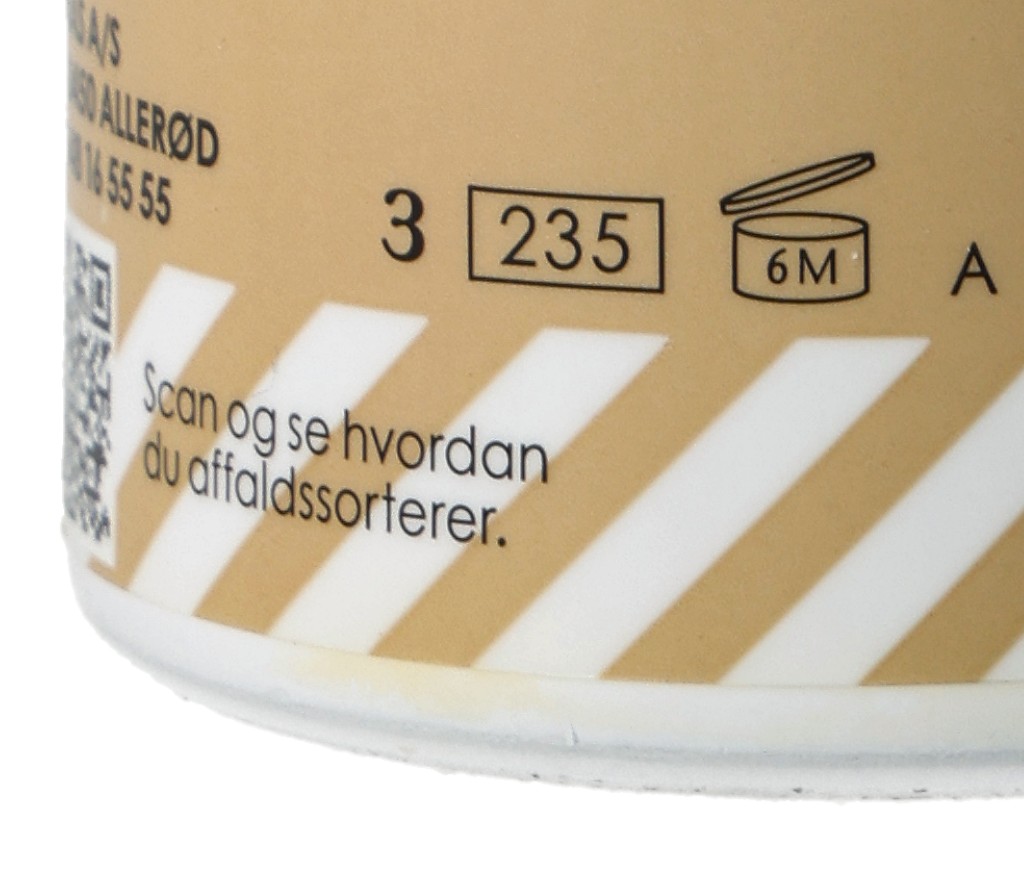 A/S
ALLERØD
16 55 55
3 235 6M A
Scan og se hvordan
du affaldssorterer.